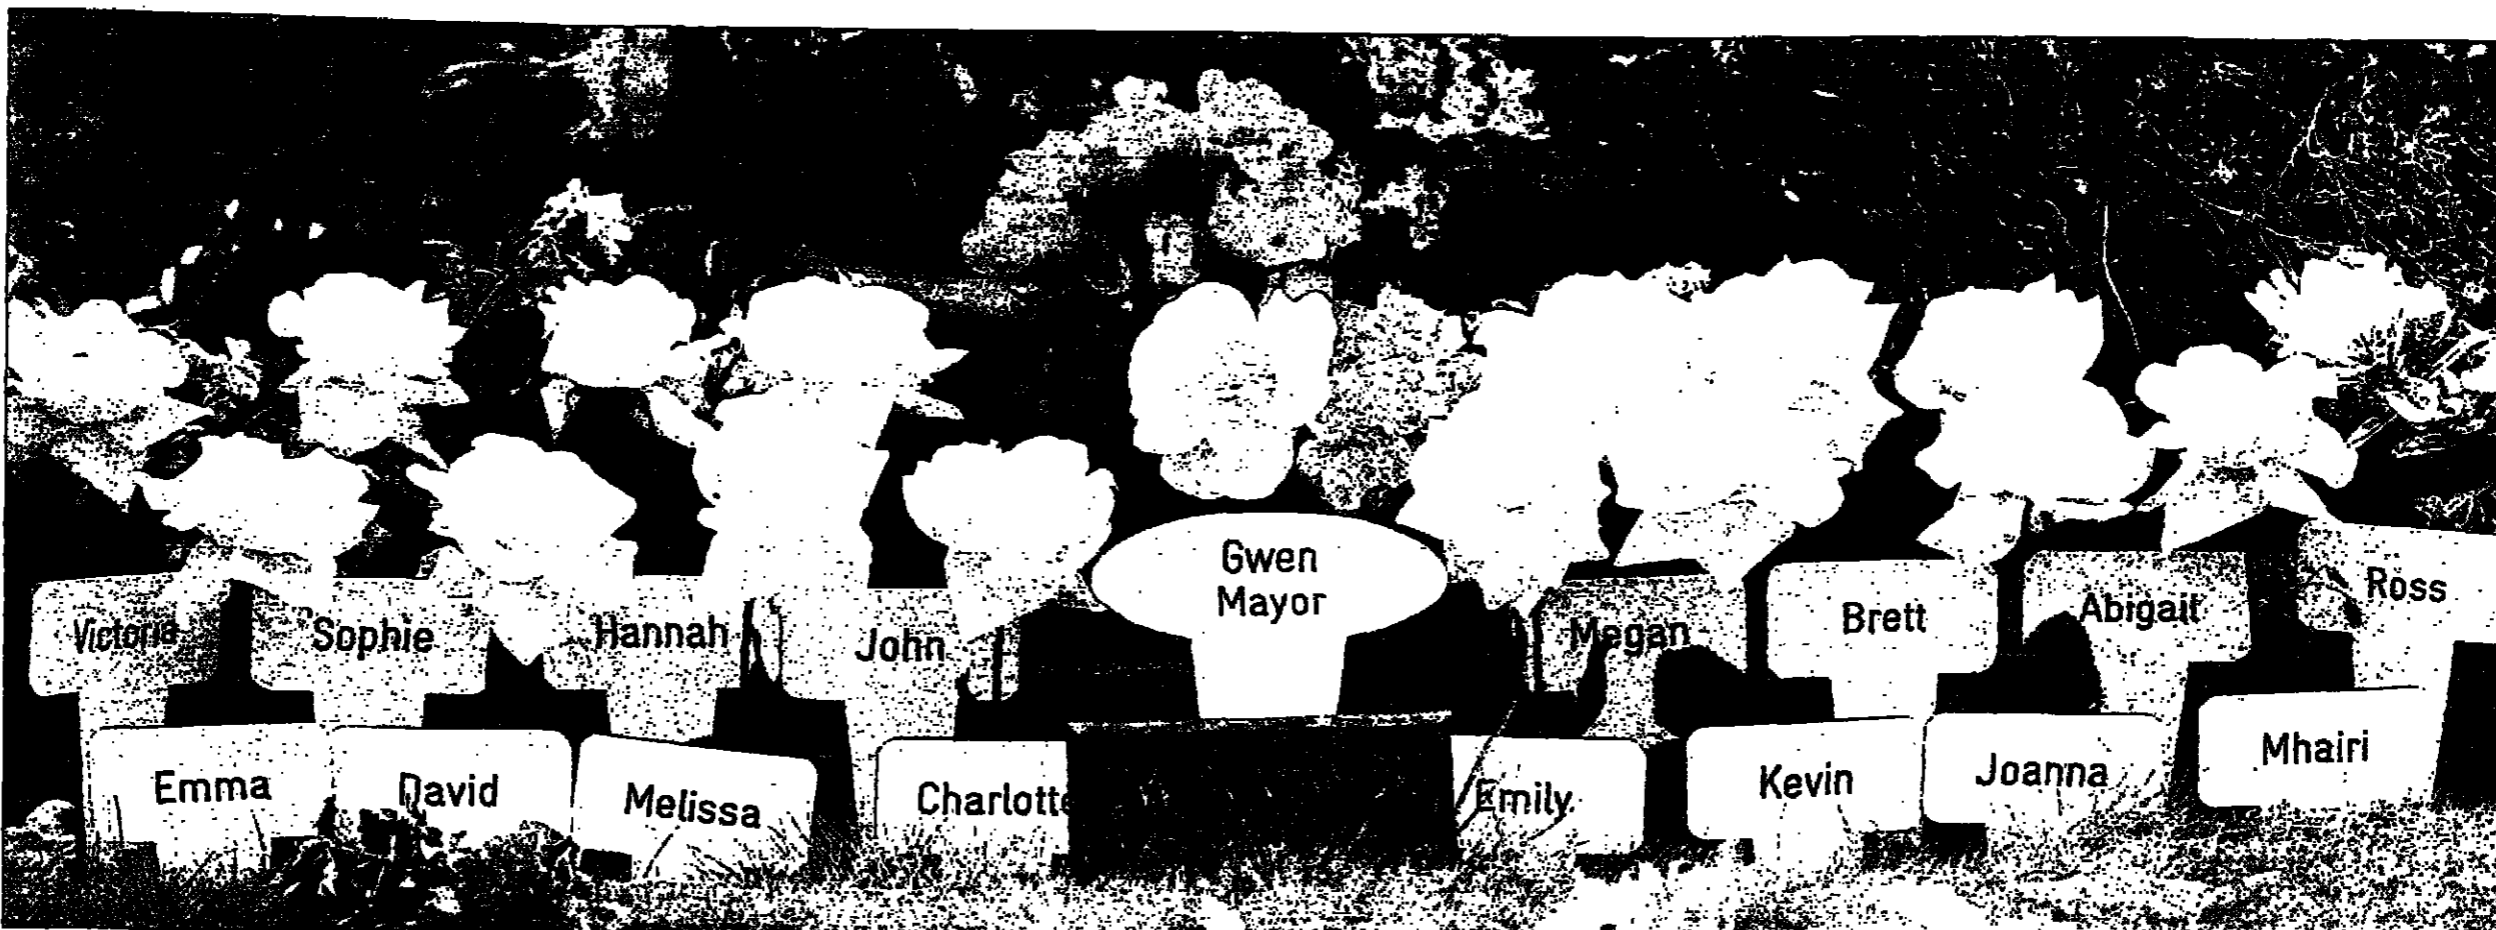 Gwen
Mayor
Victoria
Sophie
Hannah
John
Megan
Brett
Abigail
Ross
Emma
David
Melissa
Charlotte
Emily
Kevin
Joanna
Mhairi